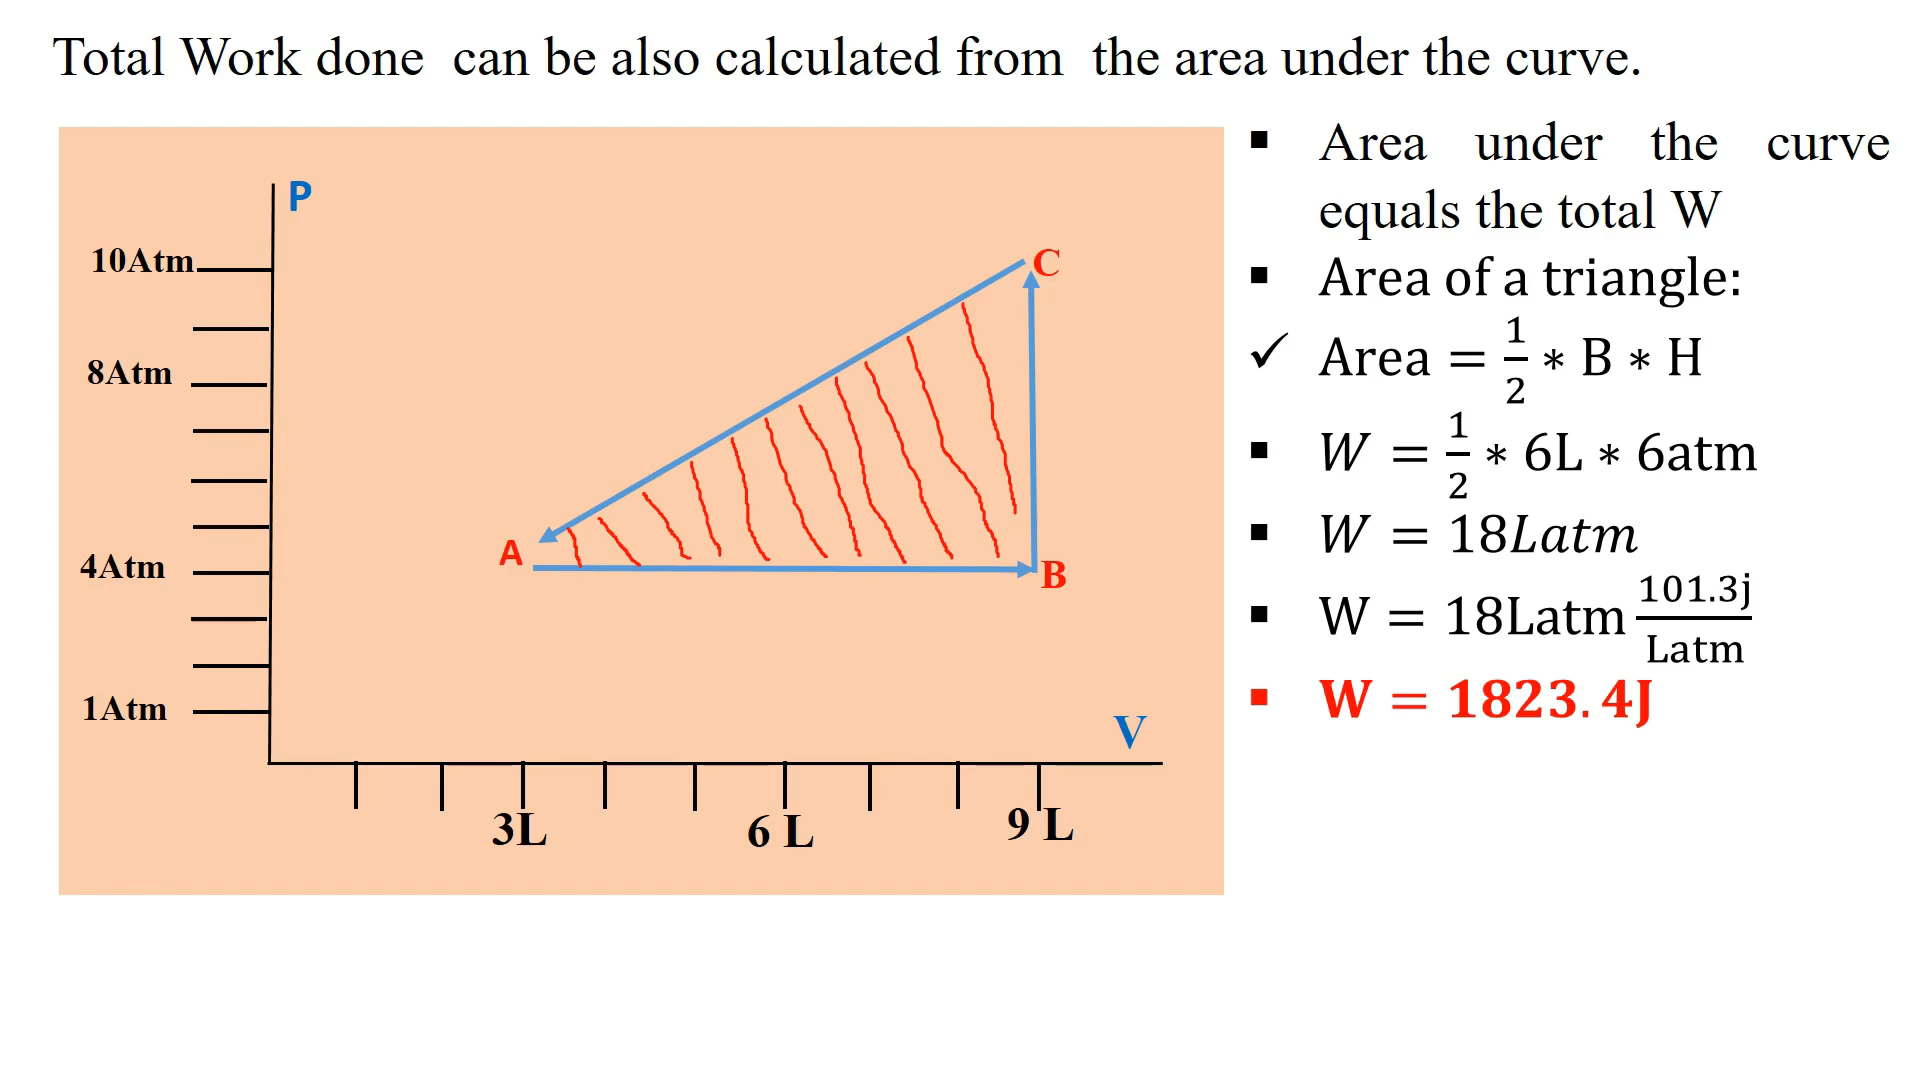 Total Work done can be also calculated from the area under the curve.
P
10Atm
8Atm
4Atm
1Atm
C
A
B
V
3L
6 L
9 L
▪ Area under the curve
equals the total W
▪ Area of a triangle:
✓ Area = 1/2 * B * H
▪ W = 1/2 * 6L * 6atm
▪ W = 18Latm
▪ W = 18Latm 101.3j/Latm
▪ W = 1823.4J